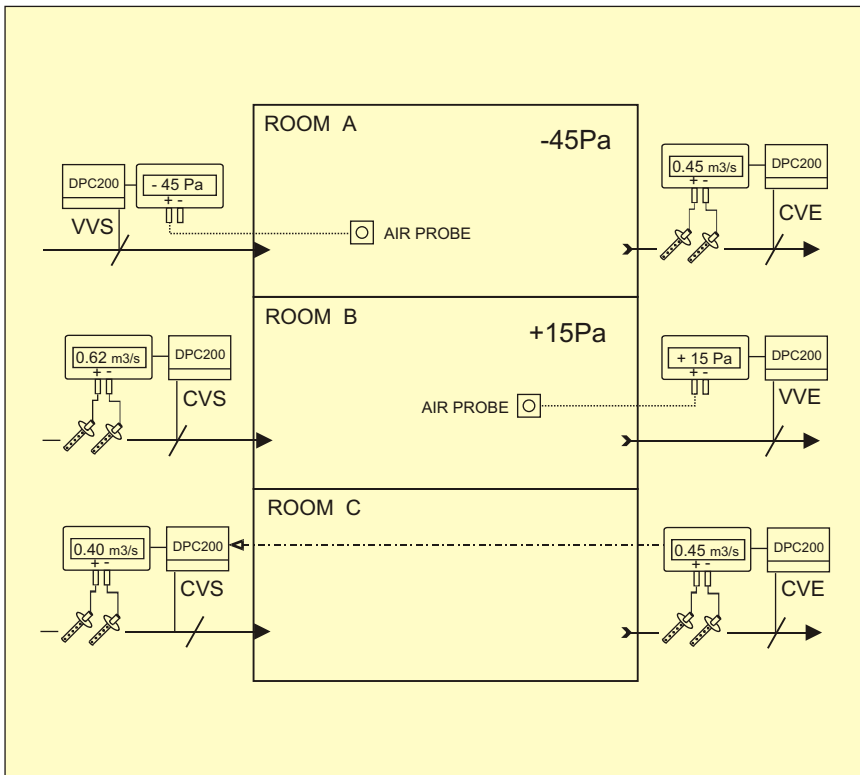 ROOM A
-45Pa
DPC200
- 45 Pa
+ -
VVS
AIR PROBE
0.45 m3/s
+ -
DPC200
CVE
ROOM B
+15Pa
0.62 m3/s
+ -
DPC200
CVS
AIR PROBE
+ 15 Pa
+ -
DPC200
VVE
ROOM C
0.40 m3/s
+ -
DPC200
CVS
0.45 m3/s
+ -
DPC200
CVE